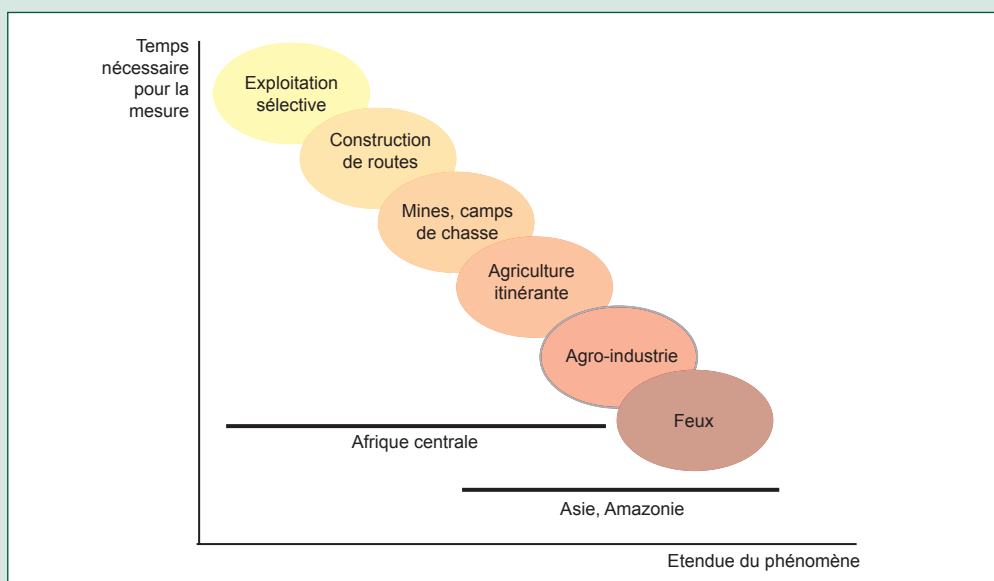 Temps
nécessaire
pour la
mesure
Exploitation
sélective
Construction
de routes
Mines, camps
de chasse
Agriculture
itinérante
Agro-industrie
Feux
Afrique centrale
Asie, Amazonie
Etendue du phénomène